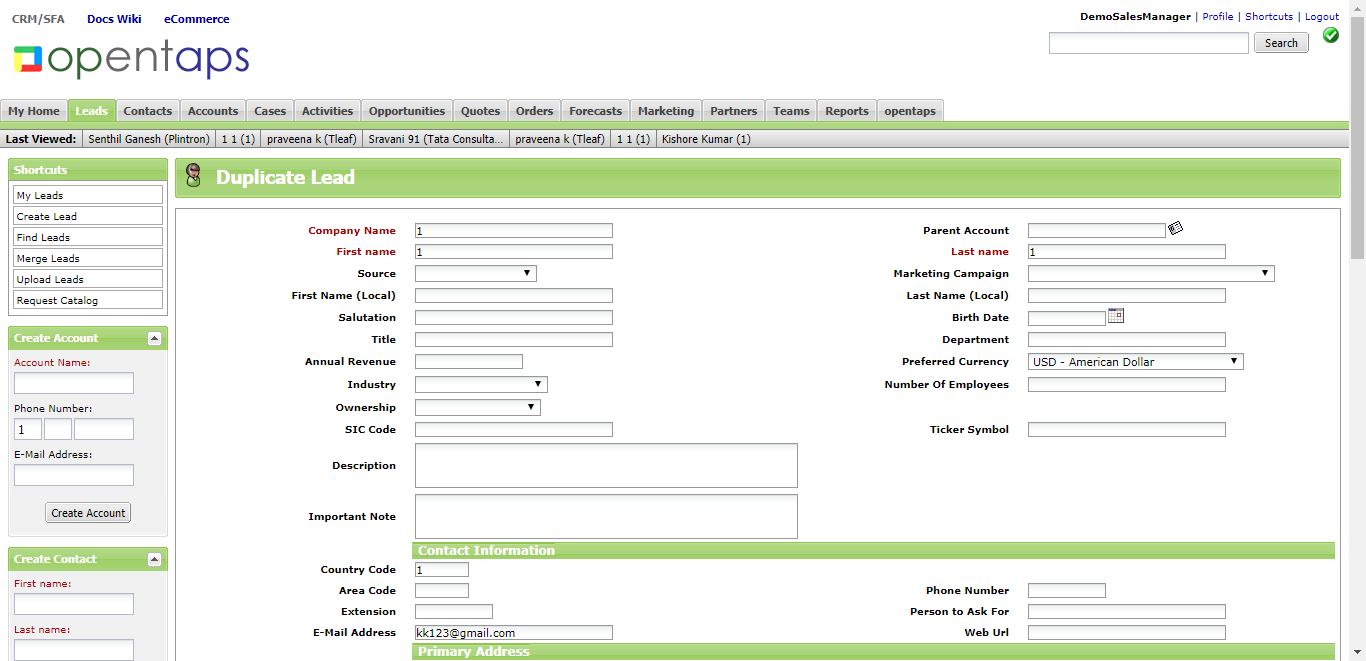 CRM/SFA Docs Wiki eCommerce
DemoSalesManager | Profile | Shortcuts | Logout
opentaps
Search
My Home Leads Contacts Accounts Cases Activities Opportunities Quotes Orders Forecasts Marketing Partners Teams Reports opentaps
Last Viewed: Senthil Ganesh (Plintron) 1 1 (1) praveena k (Tleaf) Sravani 91 (Tata Consulta... praveena k (Tleaf) 1 1 (1) Kishore Kumar (1)
Shortcuts
My Leads
Create Lead
Find Leads
Merge Leads
Upload Leads
Request Catalog
Create Account
Account Name:
Phone Number:
1
E-Mail Address:
Create Account
Create Contact
First name:
Last name:
Duplicate Lead
Company Name 1 Parent Account
First name 1 Last name 1
Source Marketing Campaign
First Name (Local) Last Name (Local)
Salutation Birth Date
Title Department
Annual Revenue Preferred Currency USD - American Dollar
Industry Number Of Employees
Ownership
SIC Code Ticker Symbol
Description
Important Note
Contact Information
Country Code 1
Area Code Phone Number
Extension Person to Ask For
E-Mail Address kk123@gmail.com Web Url
Primary Address